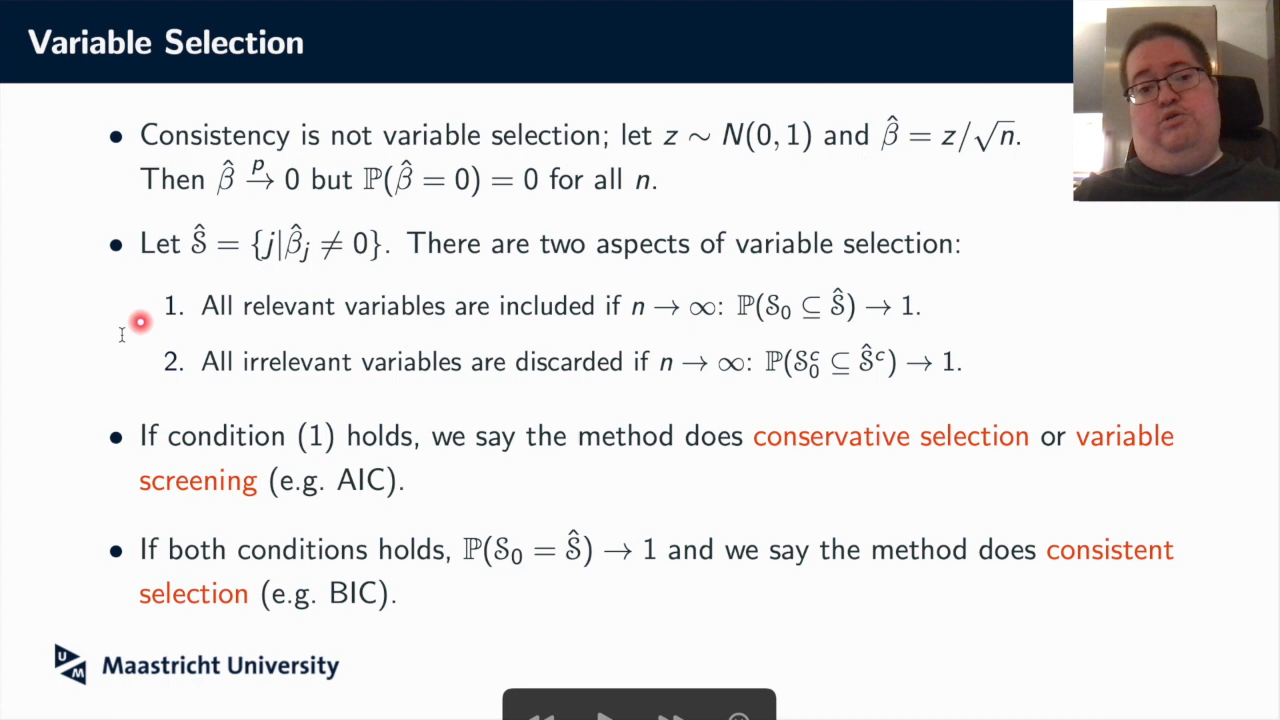 Variable Selection
• Consistency is not variable selection; let z ∼ N(0, 1) and β̂ = z/√n.
Then β̂ →ᵖ 0 but ℙ(β̂ = 0) = 0 for all n.
• Let Ŝ = {j|β̂ⱼ ≠ 0}. There are two aspects of variable selection:
1. All relevant variables are included if n → ∞: ℙ(S₀ ⊆ Ŝ) → 1.
2. All irrelevant variables are discarded if n → ∞: ℙ(S₀ᶜ ⊆ Ŝᶜ) → 1.
• If condition (1) holds, we say the method does conservative selection or variable
screening (e.g. AIC).
• If both conditions holds, ℙ(S₀ = Ŝ) → 1 and we say the method does consistent
selection (e.g. BIC).
UM Maastricht University